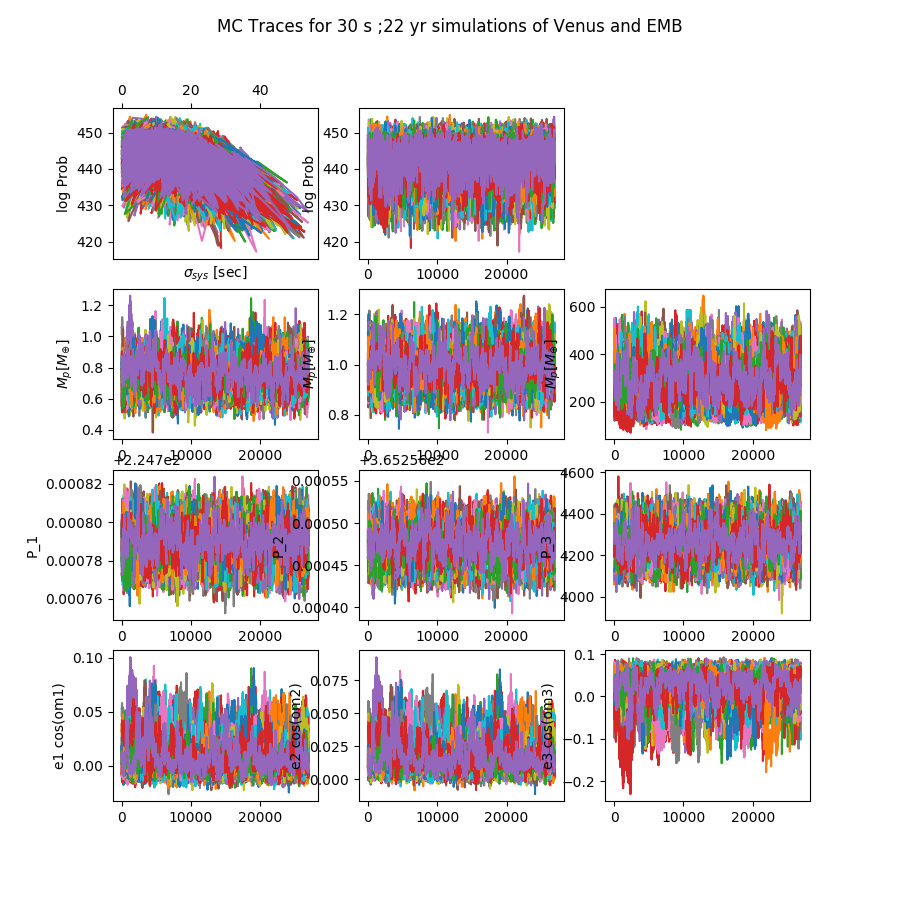 MC Traces for 30 s ;22 yr simulations of Venus and EMB
0 20 40
450 440 430 420
log Prob
σ_sys [sec]
450 440 430 420
log Prob
0 10000 20000
1.2 1.0 0.8 0.6 0.4
M_p[M_⊕]
0 10000 20000
1.2 1.0 0.8
M_p[M_⊕]
0 10000 20000
600 400 200
M_p[M_⊕]
0 10000 20000
+2.247e2
0.00082 0.00080 0.00078 0.00076
P_1
0 10000 20000
+3.65256e2
0.00055 0.00050 0.00045 0.00040
P_2
0 10000 20000
4600 4400 4200 4000
P_3
0 10000 20000
0.10 0.05 0.00
e1 cos(om1)
0 10000 20000
0.075 0.050 0.025 0.000
e2 cos(om2)
0 10000 20000
0.1 0.0 −0.1 −0.2
e3 cos(om3)
0 10000 20000